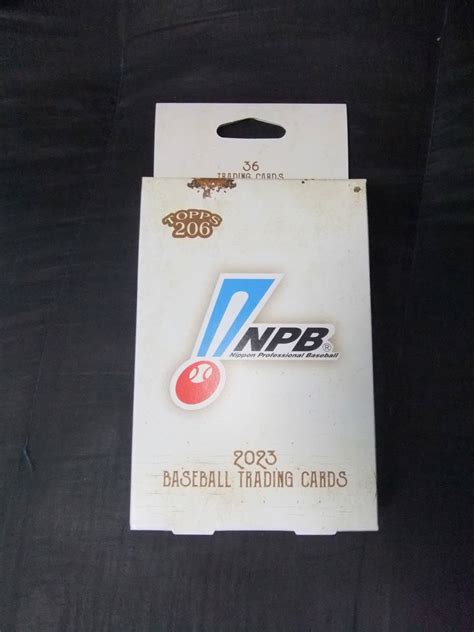 36
TRADING CARDS
TOPPS
206
NPB®
Nippon Professional Baseball
2023
BASEBALL TRADING CARDS